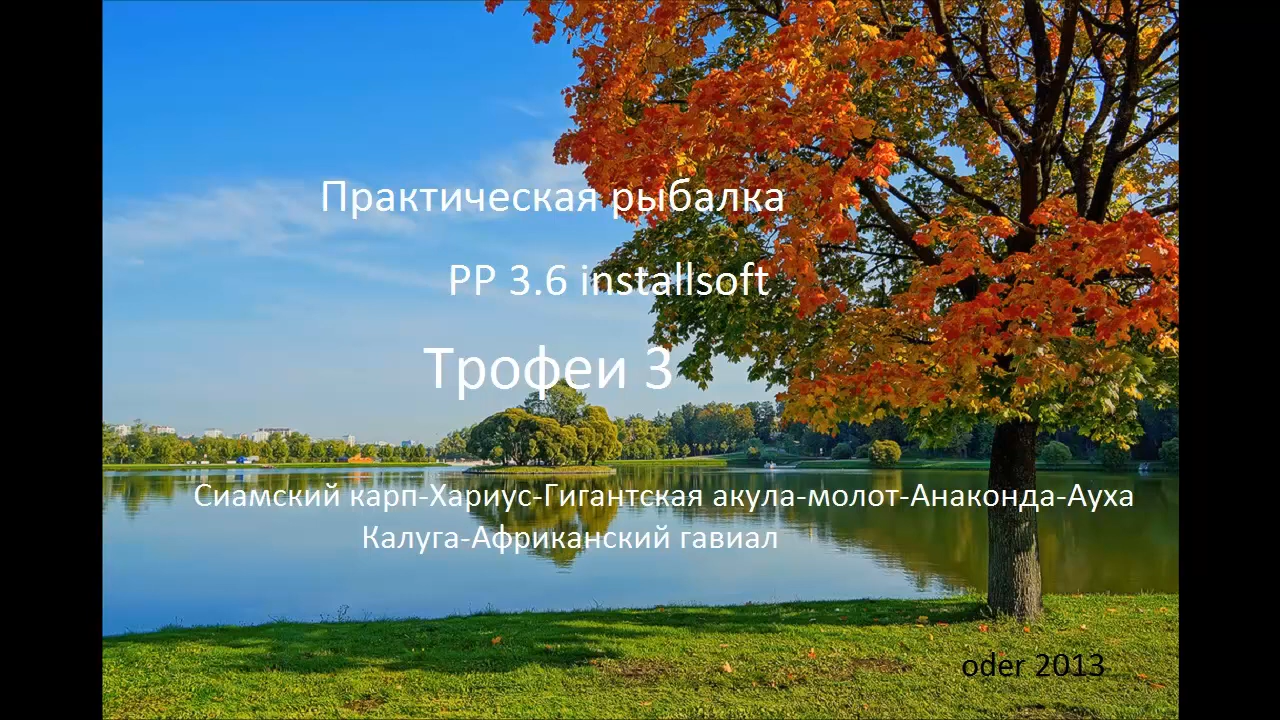 Практическая рыбалка
РР 3.6 installsoft
Трофеи 3
Сиамский карп-Хариус-Гигантская акула-молот-Анаконда-Ауха
Калуга-Африканский гавиал
oder 2013